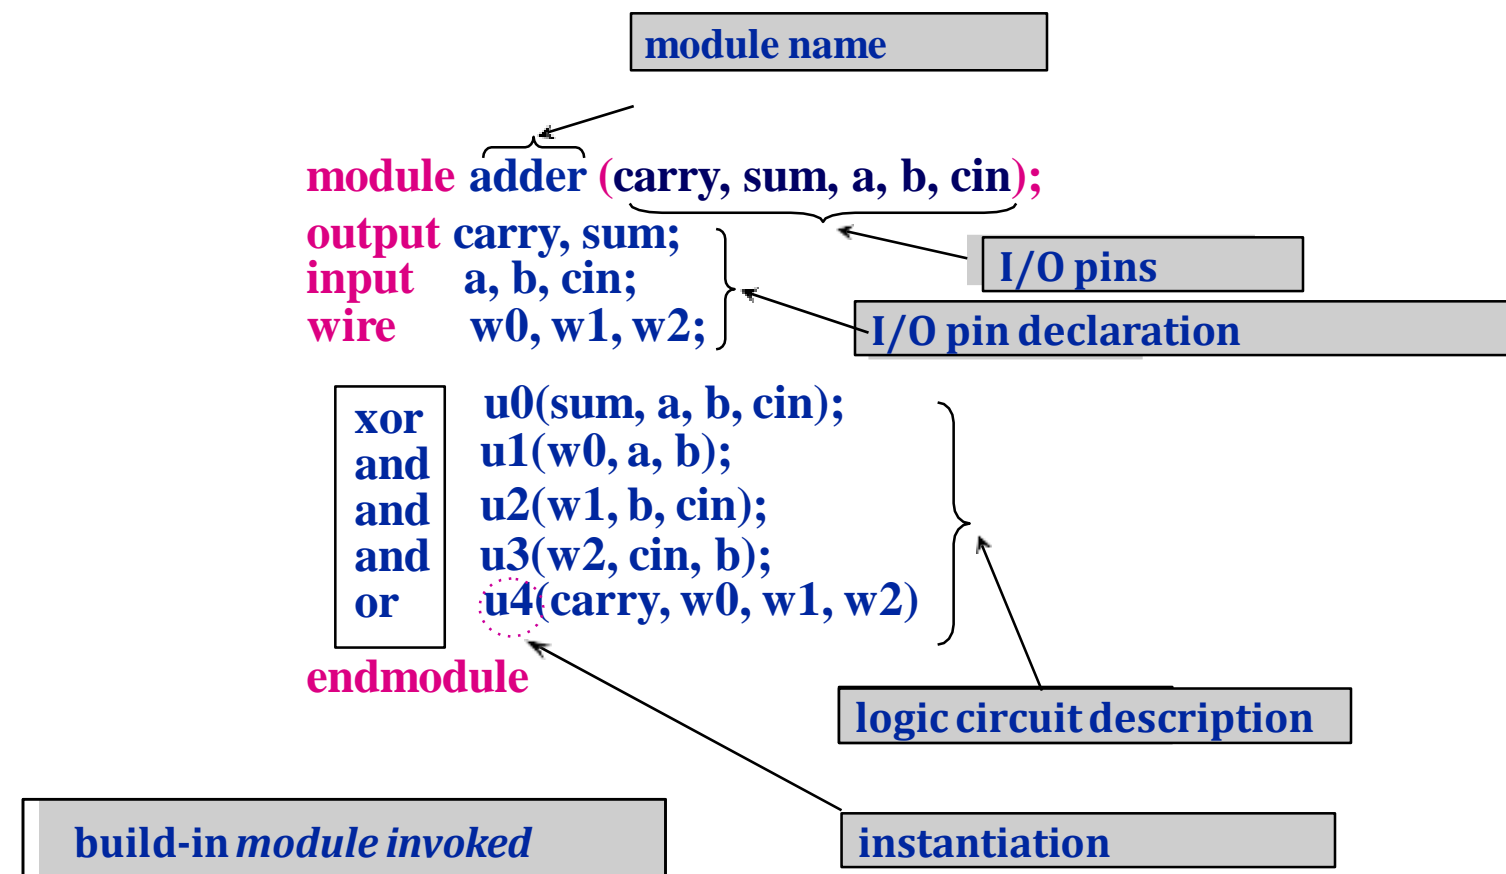 module name
module adder (carry, sum, a, b, cin);
output carry, sum;
input a, b, cin;
wire w0, w1, w2;
I/O pins
I/O pin declaration
xor u0(sum, a, b, cin);
and u1(w0, a, b);
and u2(w1, b, cin);
and u3(w2, cin, b);
or u4(carry, w0, w1, w2)
endmodule
logic circuit description
build-in module invoked
instantiation